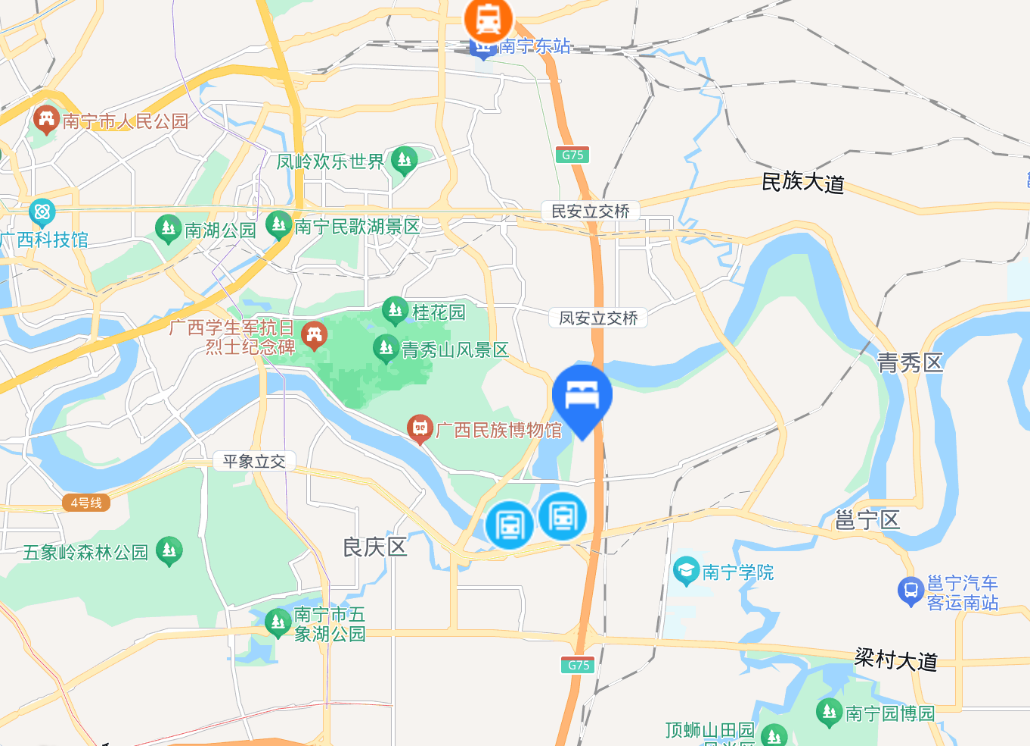 南宁东站
南宁市人民公园
G75
凤岭欢乐世界
民族大道
民安立交桥
南湖公园
南宁民歌湖景区
广西科技馆
桂花园
凤安立交桥
广西学生军抗日
烈士纪念碑
青秀山风景区
青秀区
广西民族博物馆
平象立交
4号线
邕宁区
良庆区
五象岭森林公园
南宁学院
邕宁汽车
客运南站
南宁市五
象湖公园
G75
梁村大道
南宁园博园
顶蛳山田园